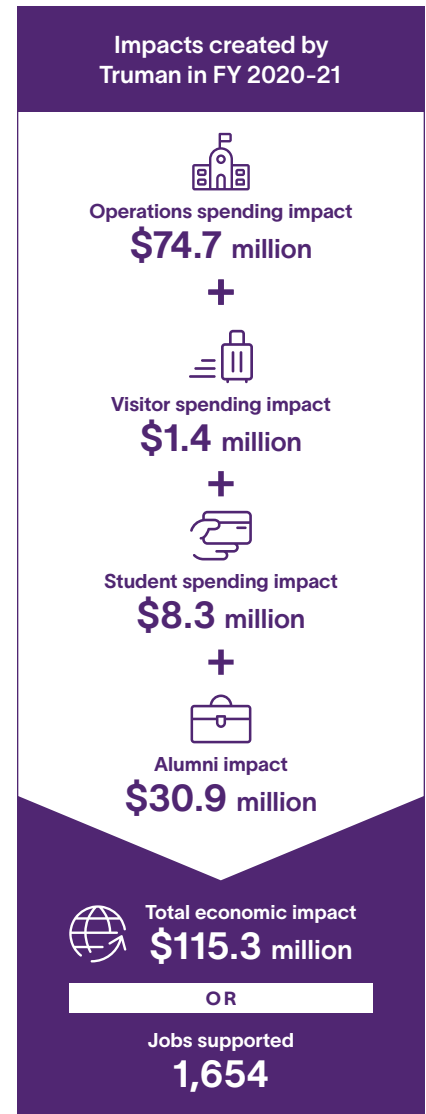 Impacts created by
Truman in FY 2020-21
Operations spending impact
$74.7 million
+
Visitor spending impact
$1.4 million
+
Student spending impact
$8.3 million
+
Alumni impact
$30.9 million
Total economic impact
$115.3 million
OR
Jobs supported
1,654